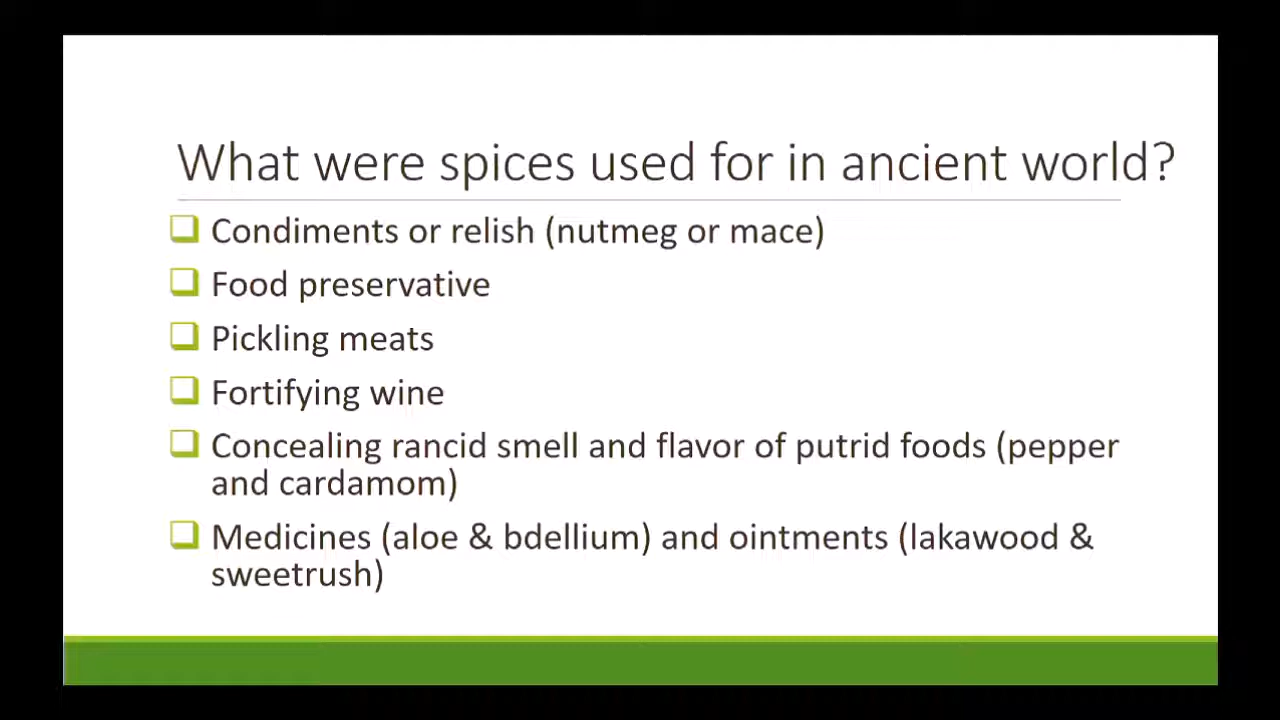 What were spices used for in ancient world?
Condiments or relish (nutmeg or mace)
Food preservative
Pickling meats
Fortifying wine
Concealing rancid smell and flavor of putrid foods (pepper
and cardamom)
Medicines (aloe & bdellium) and ointments (lakawood &
sweetrush)